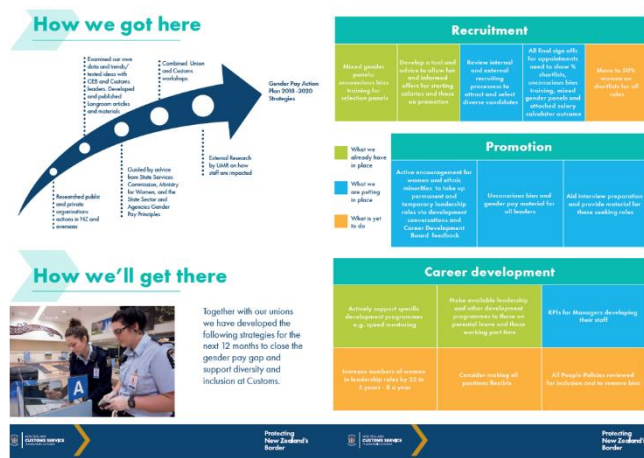 How we got here
Examined our own
data and trends/
tested ideas with
CEB and Customs
leaders. Developed
and published
Longroom articles
and materials
Combined Union
and Customs
workshops
Gender Pay Action
Plan 2018-2020
Strategies
Researched public
and private
organisations
actions in NZ and
overseas
Guided by advice
from State Services
Commission, Ministry
for Women, and the
State Sector and
Agencies Gender
Pay Principles
External Research
by UMR on how
staff are impacted
How we'll get there
Together with our unions
we have developed the
following strategies for the
next 12 months to close the
gender pay gap and
support diversity and
inclusion at Customs.
A
Recruitment
Mixed gender
panels:
unconscious bias
training for
selection panels
Develop a tool and
advice to allow fair and
informed
offers for starting
salaries and those
on promotion
Review internal
and external
recruiting
processes to
attract and select
diverse candidates
All final sign offs
for appointments
need to show %
shortlists,
unconscious bias
training, mixed
gender panels and
attached salary
calculator outcome
Move to 50%
women on
shortlists for all
roles
What we
already have
in place
What we
are putting
in place
What is yet
to do
Promotion
Active encouragement for
women and ethnic
minorities to take up
permanent and
temporary leadership
roles via development
conversations and
Career Development
Board feedback
Unconscious bias and
gender pay material for
all leaders
Aid interview preparation
and provide material for
those seeking roles
Career development
Actively support specific
development programmes
e.g. speed mentoring
Make available leadership
and other development
programmes to those on
parental leave and those
working part time
KPIs for Managers developing
their staff
Increase numbers of women
in leadership roles by 25 in
3 years - 8 a year
Consider making all
positions flexible
All People Policies reviewed
for inclusion and to remove bias
NEW ZEALAND
CUSTOMS SERVICE
Protecting
New Zealand's
Border
NEW ZEALAND
CUSTOMS SERVICE
Protecting
New Zealand's
Border